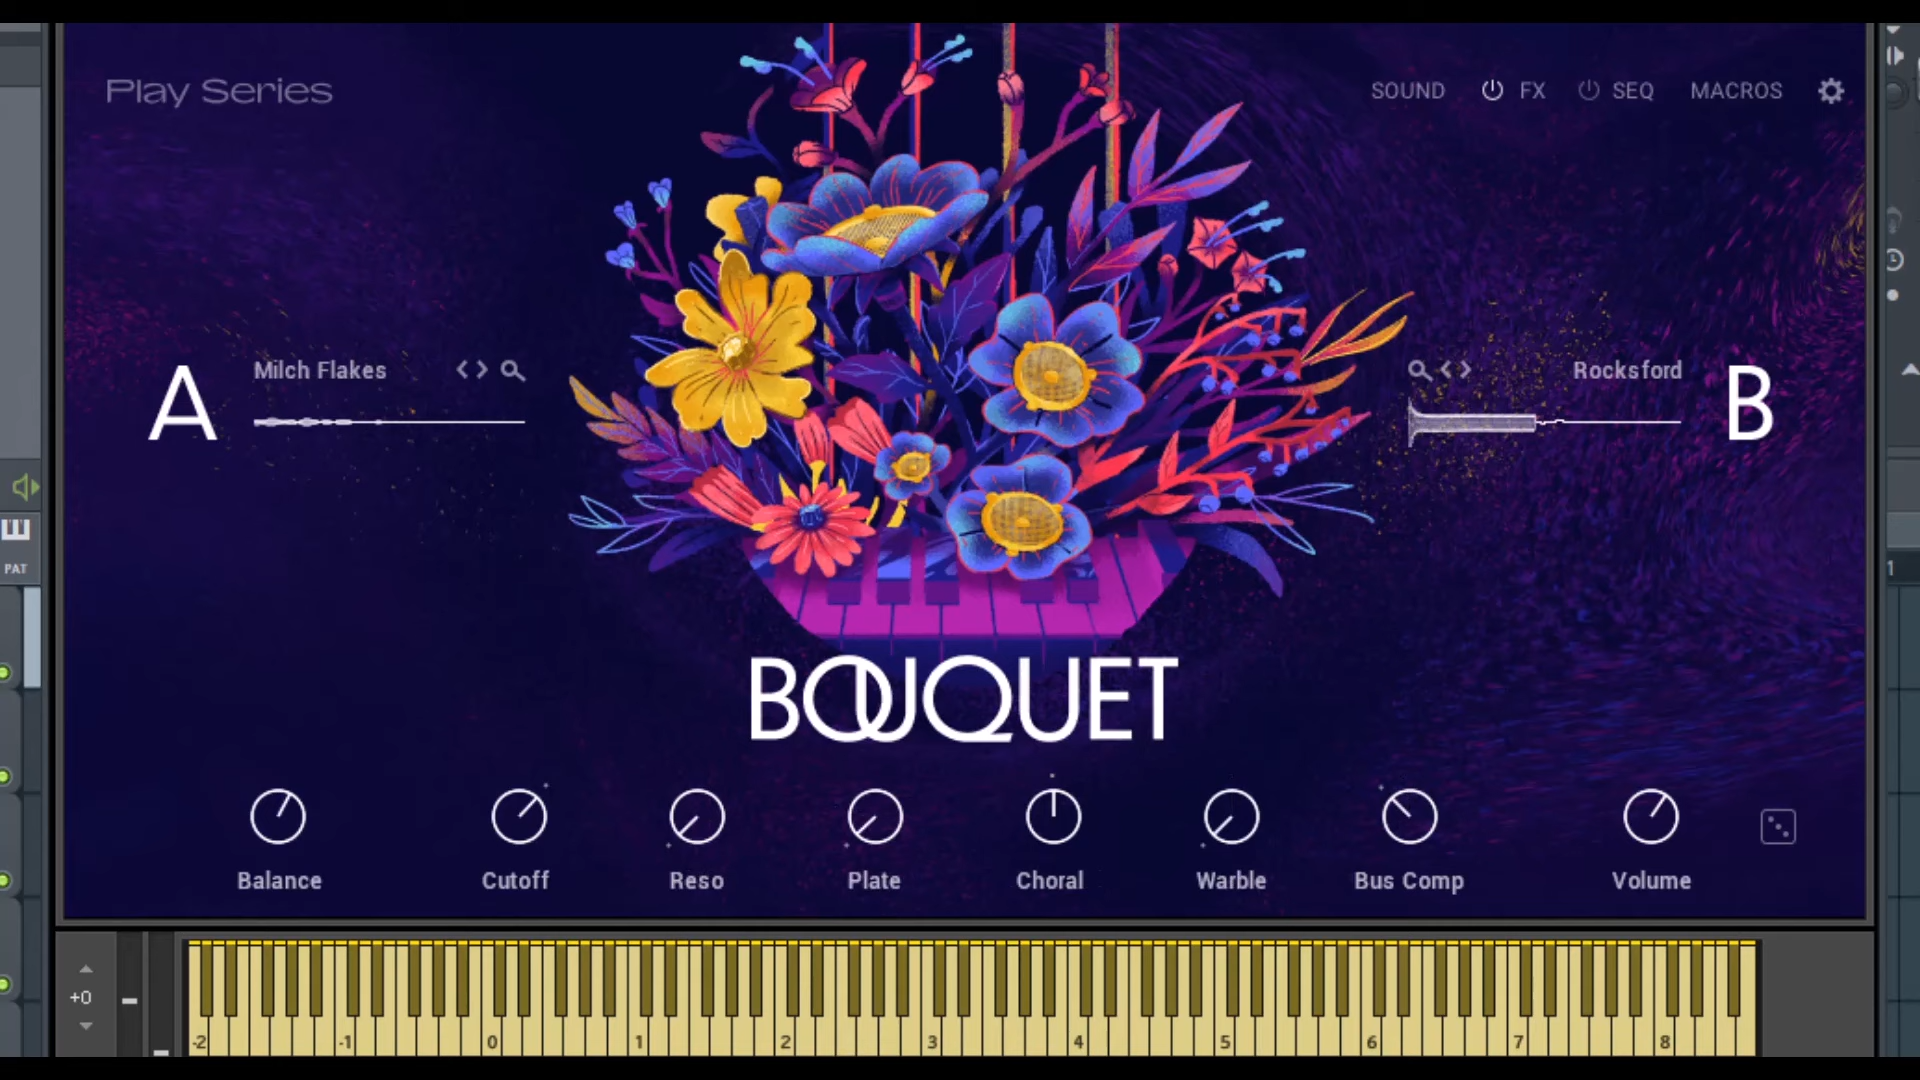 Play Series
SOUND FX SEQ MACROS
A Milch Flakes
Rocksford B
PAT
1
BOUQUET
Balance Cutoff Reso Plate Choral Warble Bus Comp Volume
+0
-2 -1 0 1 2 3 4 5 6 7 8